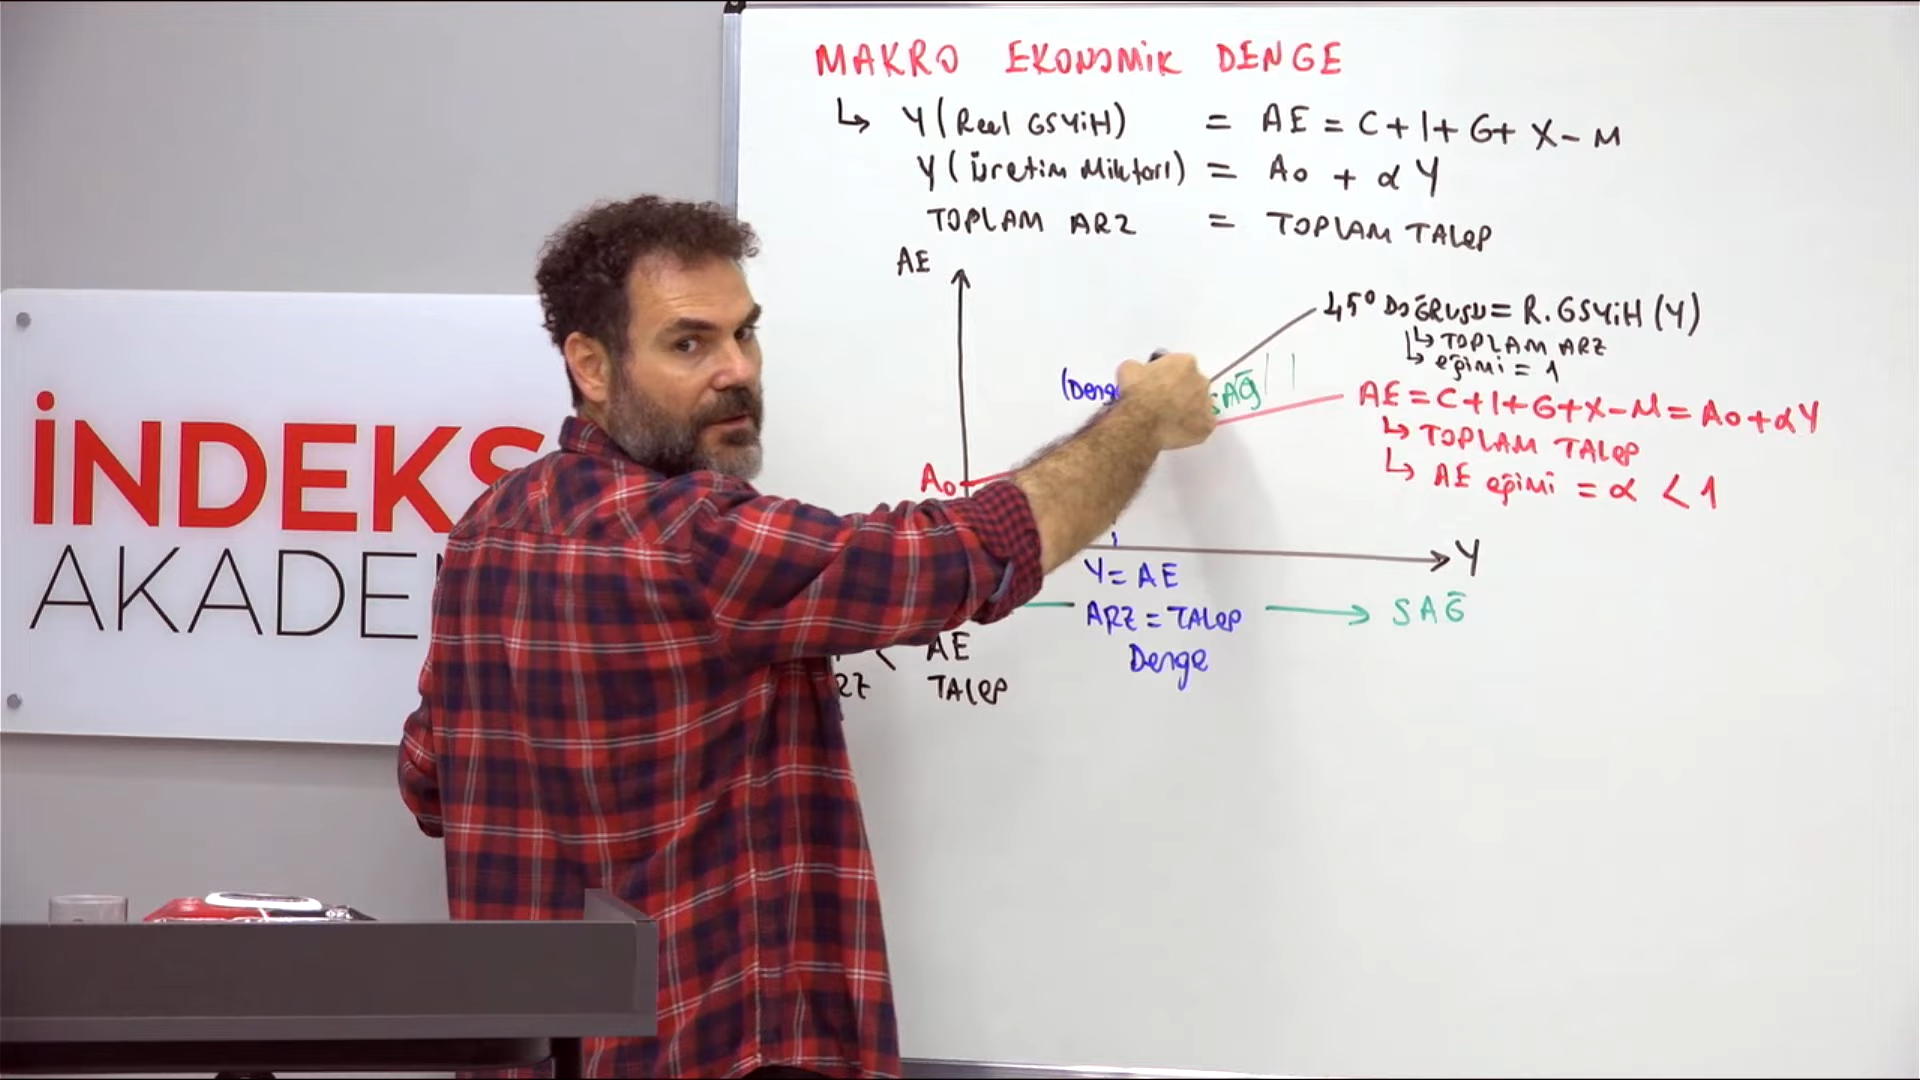 MAKRO EKONOMİK DENGE
↳ Y (Reel GSYİH) = AE = C+I+G+X-M
Y (Üretim Miktarı) = A₀ + αY
TOPLAM ARZ = TOPLAM TALEP
AE
45° DOĞRUSU = R.GSYİH (Y)
↳ TOPLAM ARZ
↳ eğimi = 1
(Deng
SAĞ
AE = C+I+G+X-M = A₀+αY
↳ TOPLAM TALEP
↳ AE eğimi = α < 1
A₀
Y
Y = AE
ARZ = TALEP → SAĞ
Denge
< AE
RZ TALEP
İNDEKS
AKADE